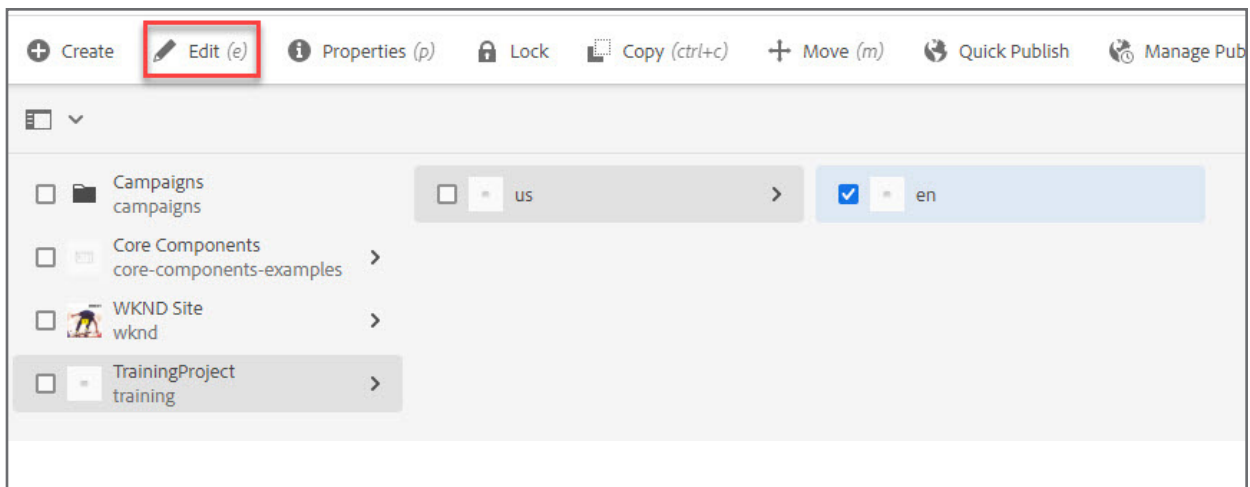 Create Edit (e) Properties (p) Lock Copy (ctrl+c) Move (m) Quick Publish Manage Pub
Campaigns
campaigns
Core Components
core-components-examples
WKND Site
wknd
TrainingProject
training
us
en